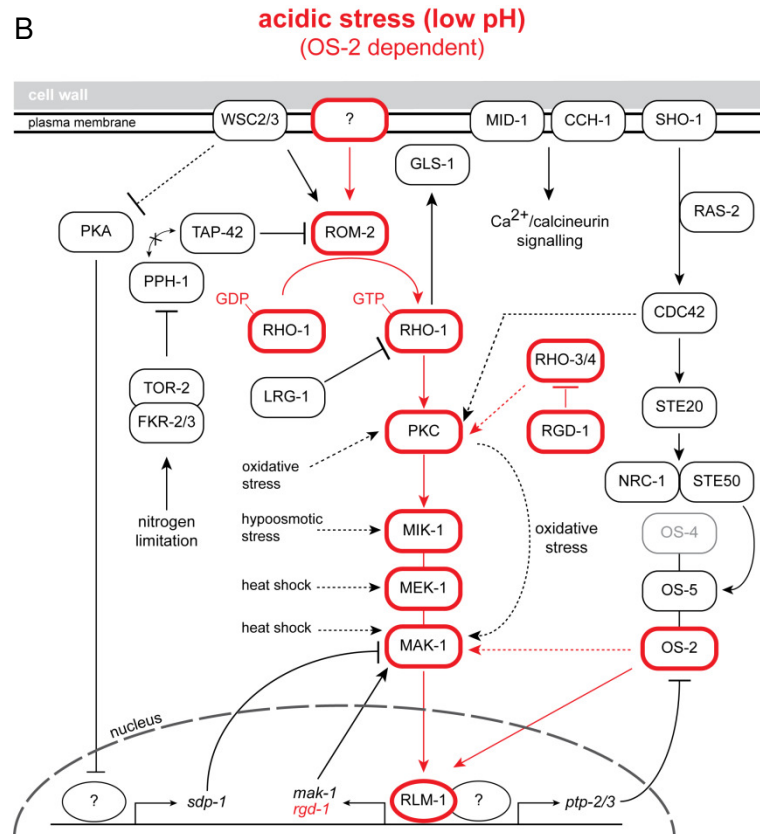 B
acidic stress (low pH)
(OS-2 dependent)
cell wall
plasma membrane
WSC2/3
?
MID-1
CCH-1
SHO-1
GLS-1
RAS-2
PKA
TAP-42
ROM-2
Ca2+/calcineurin
signalling
PPH-1
GDP
GTP
RHO-1
RHO-1
CDC42
LRG-1
RHO-3/4
TOR-2
FKR-2/3
STE20
PKC
RGD-1
oxidative
stress
NRC-1
STE50
nitrogen
limitation
hypoosmotic
stress
MIK-1
oxidative
stress
OS-4
heat shock
MEK-1
OS-5
heat shock
MAK-1
OS-2
nucleus
?
sdp-1
mak-1
rgd-1
RLM-1
?
ptp-2/3